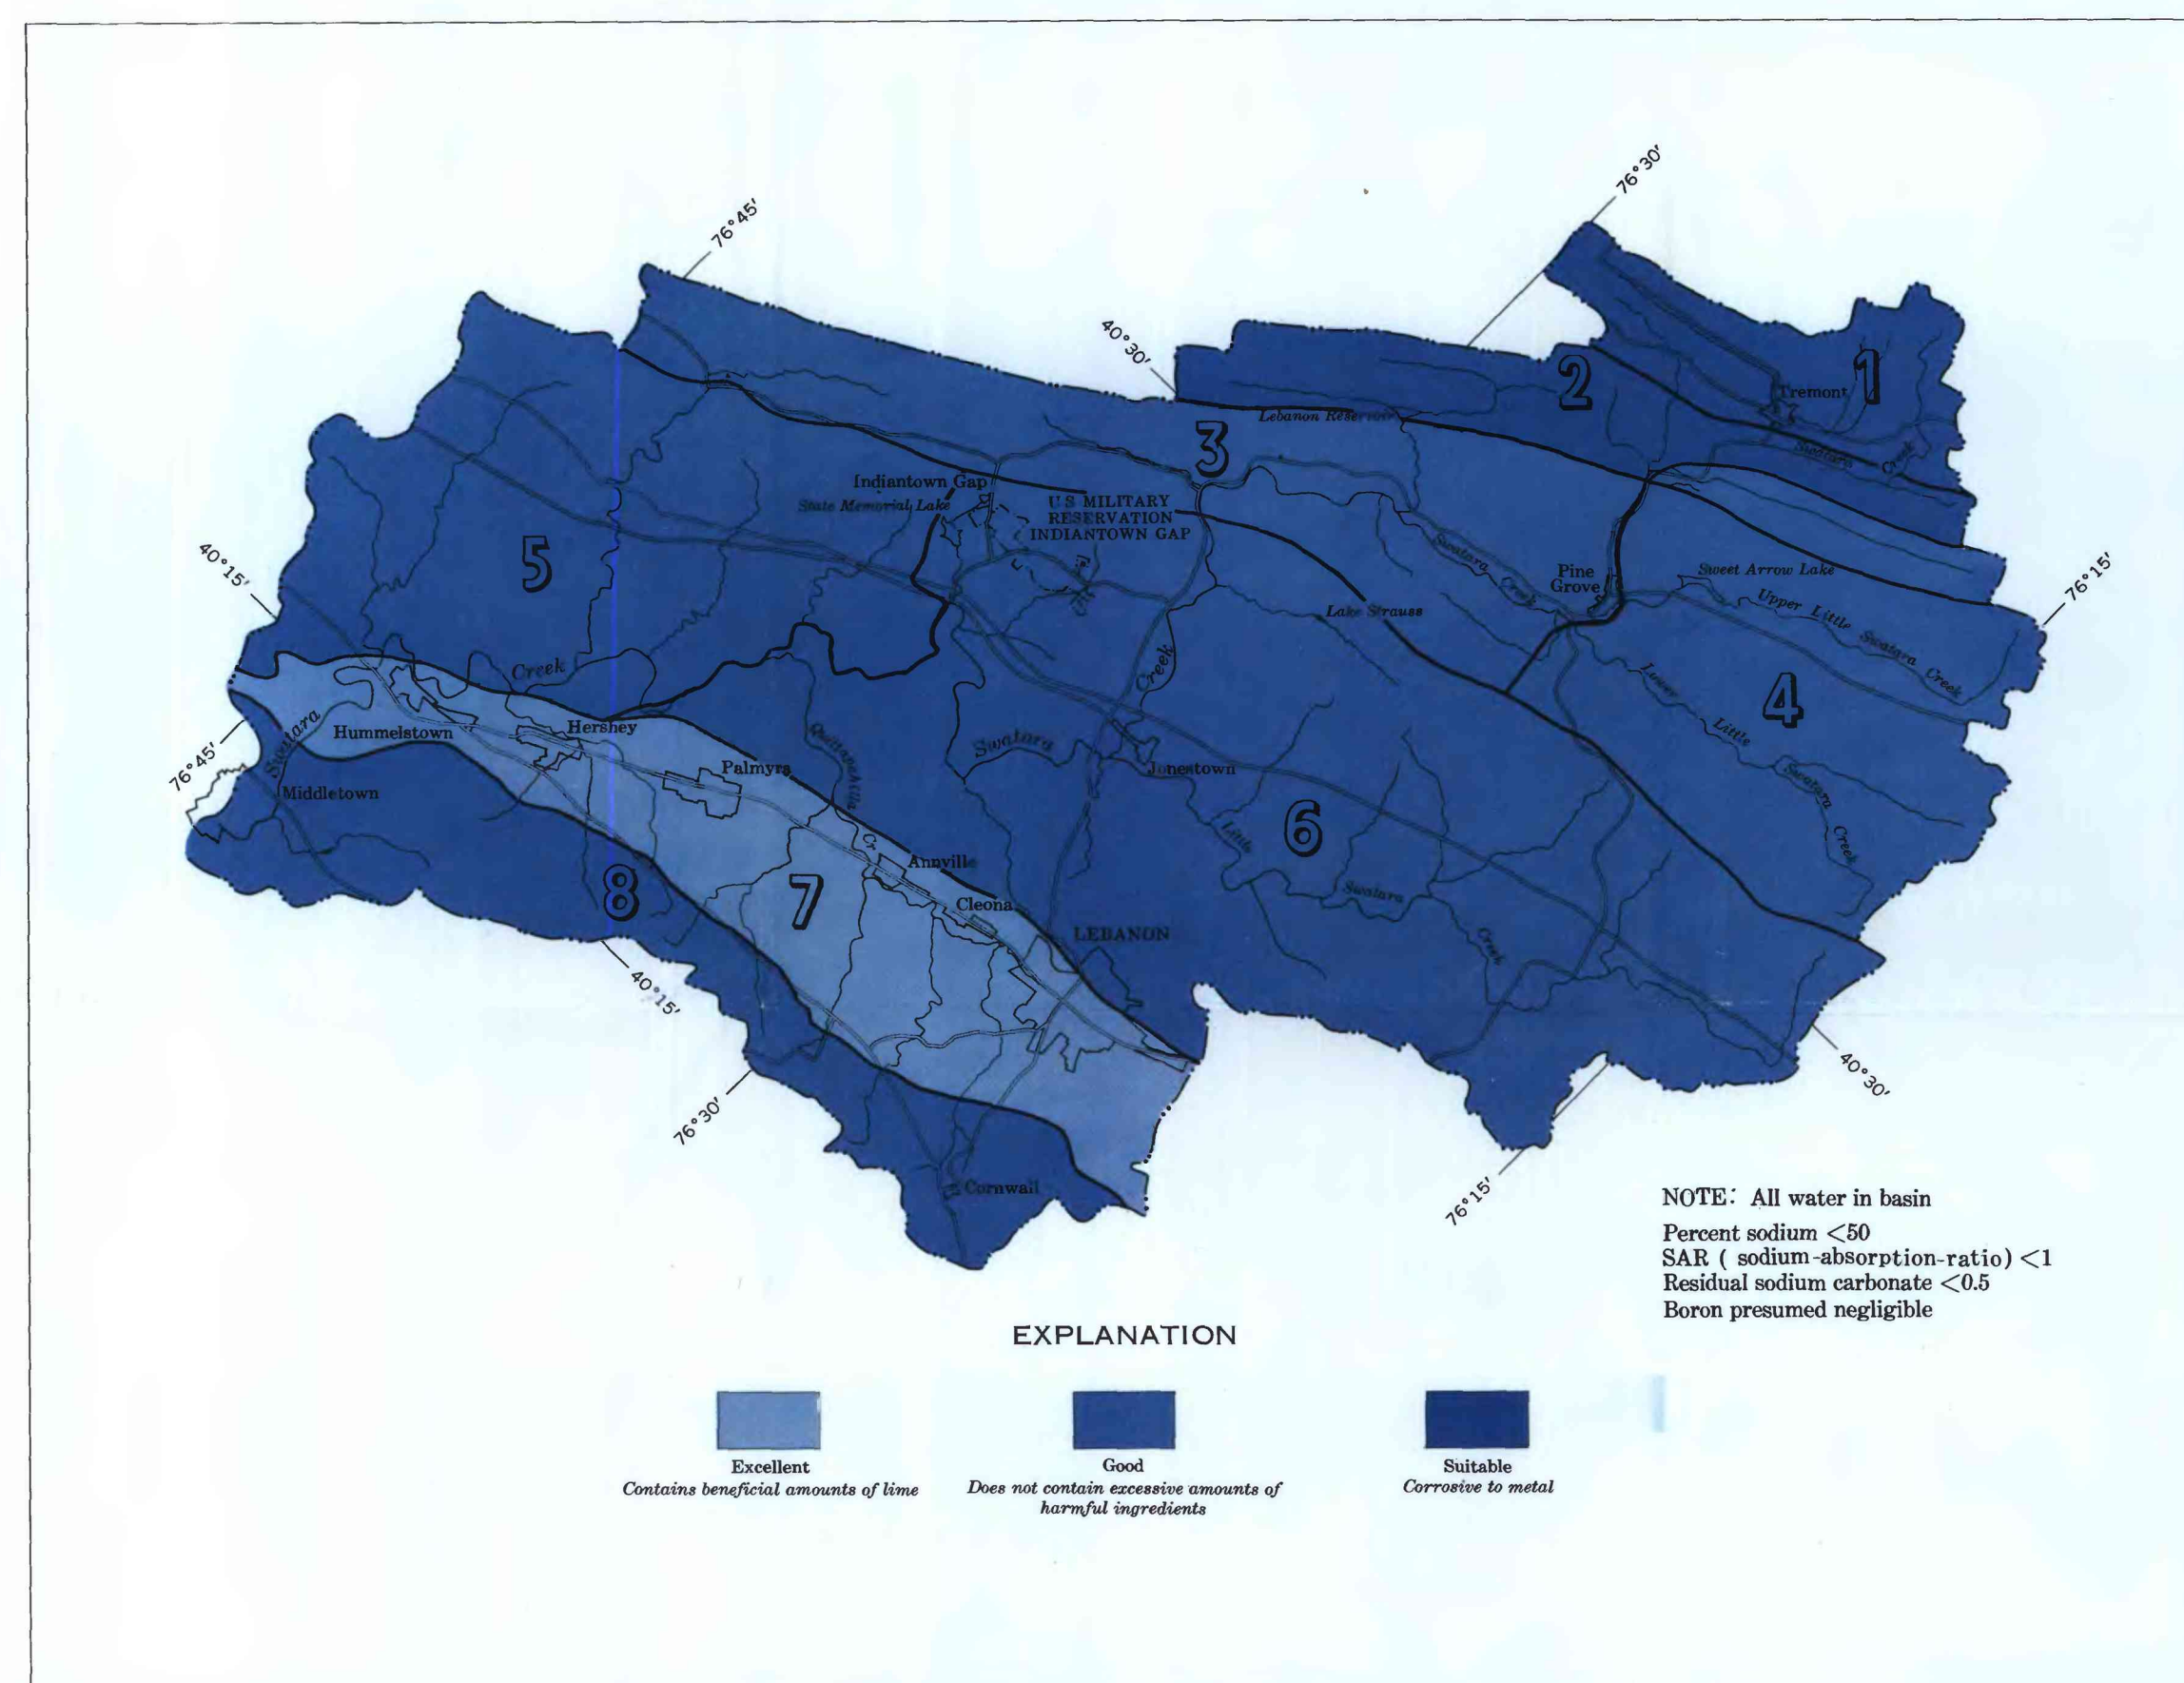 76°30'
76°45'
40°30'
1
2
Tremont
Lebanon Reservoir
3
Swatara Creek
Indiantown Gap
State Memorial Lake
U S MILITARY
RESERVATION
INDIANTOWN GAP
5
40°15'
Swatara Creek
Pine
Grove
Sweet Arrow Lake
76°15'
Upper Little Swatara Creek
Lake Strauss
Creek
Creek
Lower Little Swatara Creek
4
Swatara
Hummelstown
Hershey
Swatara
Quittapahilla Cr.
76°45'
Palmyra
Jonestown
Middletown
6
Little Swatara Creek
Annville
8
7
Cleona
LEBANON
40°15'
40°30'
76°30'
Cornwall
76°15'
NOTE: All water in basin
Percent sodium <50
SAR ( sodium-absorption-ratio) <1
Residual sodium carbonate <0.5
Boron presumed negligible
EXPLANATION
Excellent
Contains beneficial amounts of lime
Good
Does not contain excessive amounts of
harmful ingredients
Suitable
Corrosive to metal